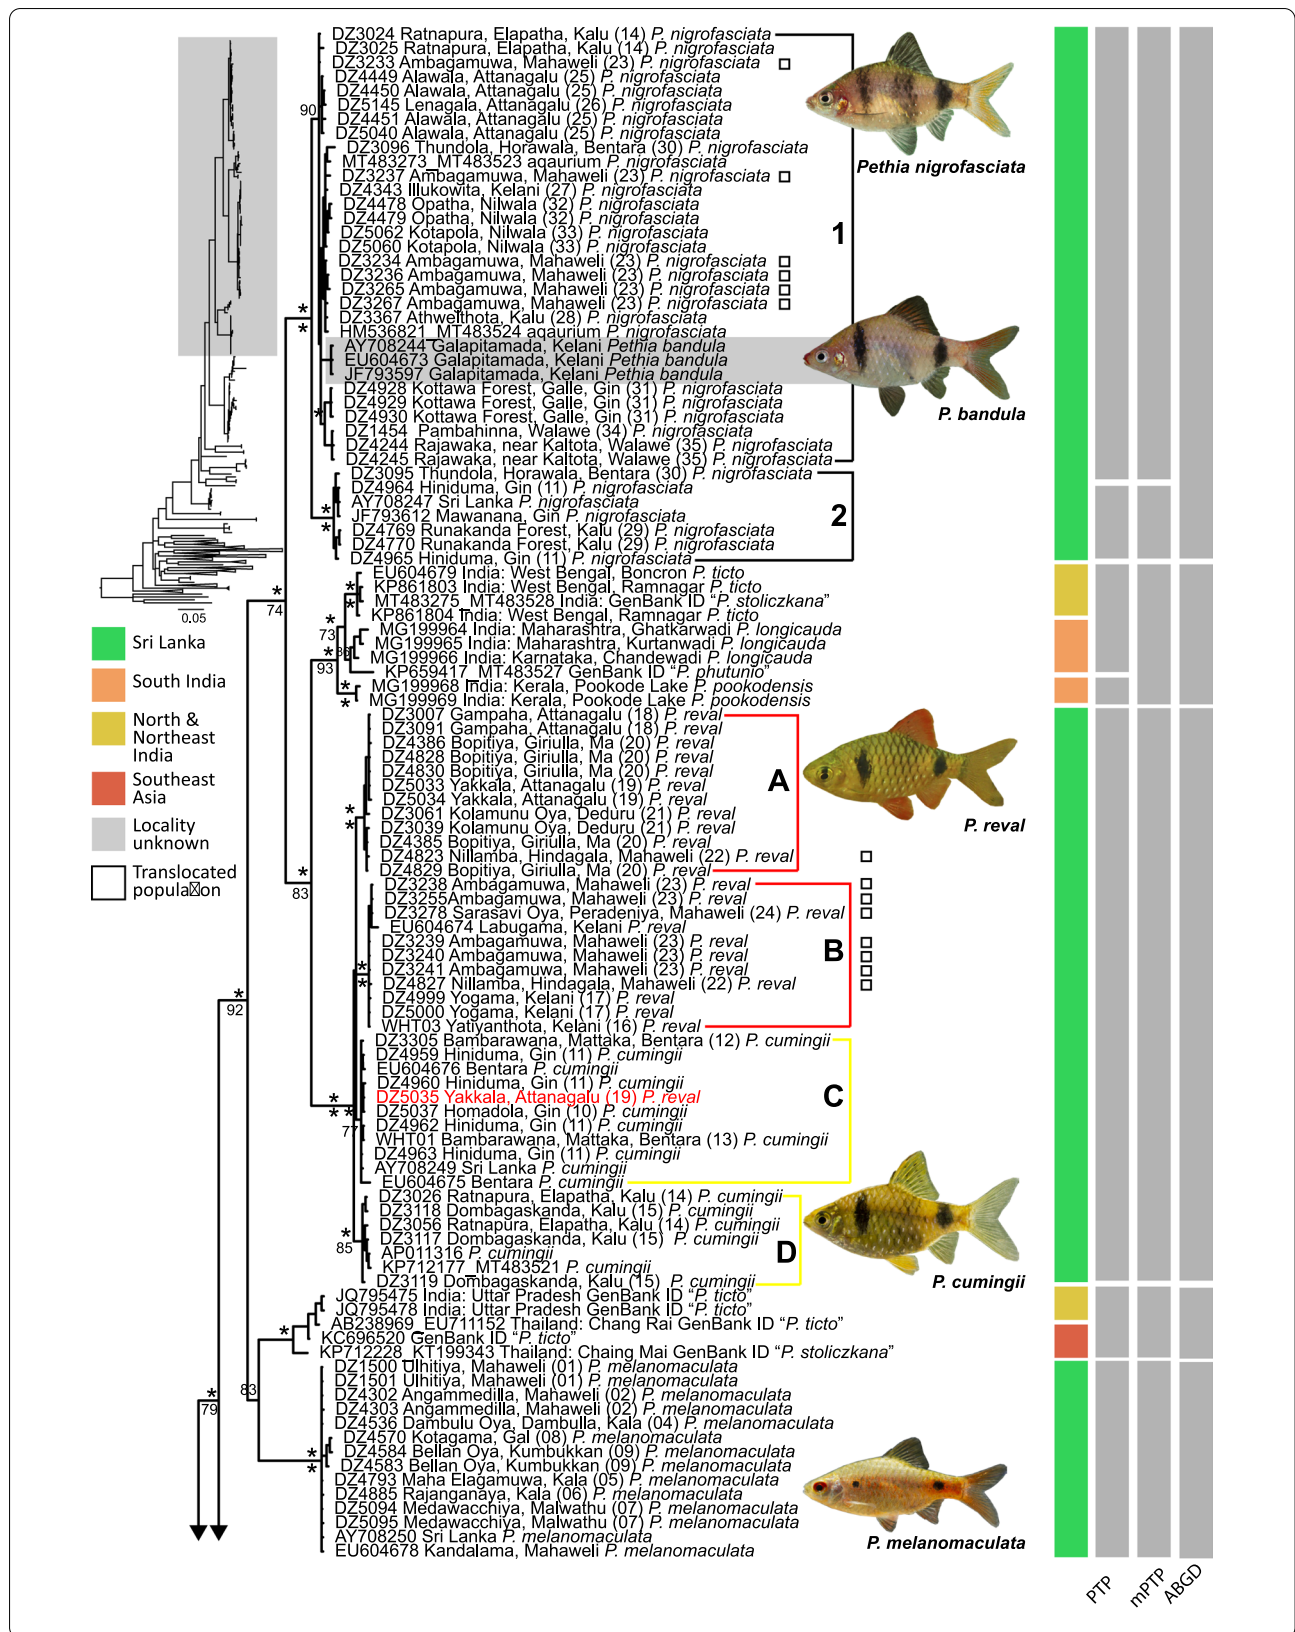 DZ3024 Ratnapura, Elapatha, Kalu (14) P. nigrofasciata
DZ3025 Ratnapura, Elapatha, Kalu (14) P. nigrofasciata
DZ3233 Ambagamuwa, Mahaweli (23) P. nigrofasciata
DZ4449 Alawala, Attanagalu (25) P. nigrofasciata
DZ4450 Alawala, Attanagalu (25) P. nigrofasciata
DZ5145 Lenagala, Attanagalu (26) P. nigrofasciata
90
DZ4451 Alawala, Attanagalu (25) P. nigrofasciata
DZ5040 Alawala, Attanagalu (25) P. nigrofasciata
DZ3096 Thundola, Horawala, Bentara (30) P. nigrofasciata
MT483273_MT483523 aqaurium P. nigrofasciata
Pethia nigrofasciata
DZ3237 Ambagamuwa, Mahaweli (23) P. nigrofasciata
DZ4343 Illukowita, Kelani (27) P. nigrofasciata
DZ4478 Opatha, Nilwala (32) P. nigrofasciata
DZ4479 Opatha, Nilwala (32) P. nigrofasciata
DZ5062 Kotapola, Nilwala (33) P. nigrofasciata
1
DZ5060 Kotapola, Nilwala (33) P. nigrofasciata
DZ3234 Ambagamuwa, Mahaweli (23) P. nigrofasciata
DZ3236 Ambagamuwa, Mahaweli (23) P. nigrofasciata
DZ3265 Ambagamuwa, Mahaweli (23) P. nigrofasciata
DZ3267 Ambagamuwa, Mahaweli (23) P. nigrofasciata
*
DZ3367 Athwelthota, Kalu (28) P. nigrofasciata
*
HM536821_MT483524 aqaurium P. nigrofasciata
AY708244 Galapitamada, Kelani Pethia bandula
EU604673 Galapitamada, Kelani Pethia bandula
JF793597 Galapitamada, Kelani Pethia bandula
DZ4928 Kottawa Forest, Galle, Gin (31) P. nigrofasciata
DZ4929 Kottawa Forest, Galle, Gin (31) P. nigrofasciata
P. bandula
*
DZ4930 Kottawa Forest, Galle, Gin (31) P. nigrofasciata
DZ1454 Pambahinna, Walawe (34) P. nigrofasciata
DZ4244 Rajawaka, near Kaltota, Walawe (35) P. nigrofasciata
DZ4245 Rajawaka, near Kaltota, Walawe (35) P. nigrofasciata
DZ3095 Thundola, Horawala, Bentara (30) P. nigrofasciata
DZ4964 Hiniduma, Gin (11) P. nigrofasciata
AY708247 Sri Lanka P. nigrofasciata
*
JF793612 Mawanana, Gin P. nigrofasciata
2
*
DZ4769 Runakanda Forest, Kalu (29) P. nigrofasciata
DZ4770 Runakanda Forest, Kalu (29) P. nigrofasciata
DZ4965 Hiniduma, Gin (11) P. nigrofasciata
EU604679 India: West Bengal, Boncron P. ticto
*
KP861803 India: West Bengal, Ramnagar P. ticto
*
74
MT483275_MT483528 India: GenBank ID “P. stoliczkana”
*
0.05
KP861804 India: West Bengal, Ramnagar P. ticto
*
73
MG199964 India: Maharashtra, Ghatkarwadi P. longicauda
MG199965 India: Maharashtra, Kurtanwadi P. longicauda
*
86
MG199966 India: Karnataka, Chandewadi P. longicauda
93
KP659417_MT483527 GenBank ID “P. phutunio”
*
MG199968 India: Kerala, Pookode Lake P. pookodensis
*
MG199969 India: Kerala, Pookode Lake P. pookodensis
Sri Lanka
South India
North &
Northeast
India
Southeast
Asia
Locality
unknown
Translocated
popula on
DZ3007 Gampaha, Attanagalu (18) P. reval
DZ3091 Gampaha, Attanagalu (18) P. reval
DZ4386 Bopitiya, Giriulla, Ma (20) P. reval
DZ4828 Bopitiya, Giriulla, Ma (20) P. reval
DZ4830 Bopitiya, Giriulla, Ma (20) P. reval
A
DZ5033 Yakkala, Attanagalu (19) P. reval
DZ5034 Yakkala, Attanagalu (19) P. reval
*
DZ3061 Kolamunu Oya, Deduru (21) P. reval
*
DZ3039 Kolamunu Oya, Deduru (21) P. reval
P. reval
DZ4385 Bopitiya, Giriulla, Ma (20) P. reval
DZ4823 Nillamba, Hindagala, Mahaweli (22) P. reval
*
83
DZ4829 Bopitiya, Giriulla, Ma (20) P. reval
DZ3238 Ambagamuwa, Mahaweli (23) P. reval
DZ3255Ambagamuwa, Mahaweli (23) P. reval
DZ3278 Sarasavi Oya, Peradeniya, Mahaweli (24) P. reval
EU604674 Labugama, Kelani P. reval
DZ3239 Ambagamuwa, Mahaweli (23) P. reval
B
DZ3240 Ambagamuwa, Mahaweli (23) P. reval
*
DZ3241 Ambagamuwa, Mahaweli (23) P. reval
*
DZ4827 Nillamba, Hindagala, Mahaweli (22) P. reval
*
92
DZ4999 Yogama, Kelani (17) P. reval
DZ5000 Yogama, Kelani (17) P. reval
WHT03 Yatiyanthota, Kelani (16) P. reval
DZ3305 Bambarawana, Mattaka, Bentara (12) P. cumingii
DZ4959 Hiniduma, Gin (11) P. cumingii
EU604676 Bentara P. cumingii
DZ4960 Hiniduma, Gin (11) P. cumingii
C
DZ5035 Yakkala, Attanagalu (19) P. reval
*
* *
DZ5037 Homadola, Gin (10) P. cumingii
77
DZ4962 Hiniduma, Gin (11) P. cumingii
WHT01 Bambarawana, Mattaka, Bentara (13) P. cumingii
DZ4963 Hiniduma, Gin (11) P. cumingii
AY708249 Sri Lanka P. cumingii
EU604675 Bentara P. cumingii
DZ3026 Ratnapura, Elapatha, Kalu (14) P. cumingii
DZ3118 Dombagaskanda, Kalu (15) P. cumingii
DZ3056 Ratnapura, Elapatha, Kalu (14) P. cumingii
*
85
DZ3117 Dombagaskanda, Kalu (15) P. cumingii
D
AP011316 P. cumingii
KP712177_MT483521 P. cumingii
DZ3119 Dombagaskanda, Kalu (15) P. cumingii
P. cumingii
JQ795475 India: Uttar Pradesh GenBank ID “P. ticto”
JQ795478 India: Uttar Pradesh GenBank ID “P. ticto”
*
AB238969_EU711152 Thailand: Chang Rai GenBank ID “P. ticto”
KC696520 GenBank ID “P. ticto”
KP712228_KT199343 Thailand: Chaing Mai GenBank ID “P. stoliczkana”
DZ1500 Ulhitiya, Mahaweli (01) P. melanomaculata
DZ1501 Ulhitiya, Mahaweli (01) P. melanomaculata
*
79
83
DZ4302 Angammedilla, Mahaweli (02) P. melanomaculata
DZ4303 Angammedilla, Mahaweli (02) P. melanomaculata
DZ4536 Dambulu Oya, Dambulla, Kala (04) P. melanomaculata
DZ4570 Kotagama, Gal (08) P. melanomaculata
*
DZ4584 Bellan Oya, Kumbukkan (09) P. melanomaculata
*
DZ4583 Bellan Oya, Kumbukkan (09) P. melanomaculata
DZ4793 Maha Elagamuwa, Kala (05) P. melanomaculata
DZ4885 Rajanganaya, Kala (06) P. melanomaculata
DZ5094 Medawacchiya, Malwathu (07) P. melanomaculata
DZ5095 Medawacchiya, Malwathu (07) P. melanomaculata
AY708250 Sri Lanka P. melanomaculata
P. melanomaculata
EU604678 Kandalama, Mahaweli P. melanomaculata
PTP
mPTP
ABGD